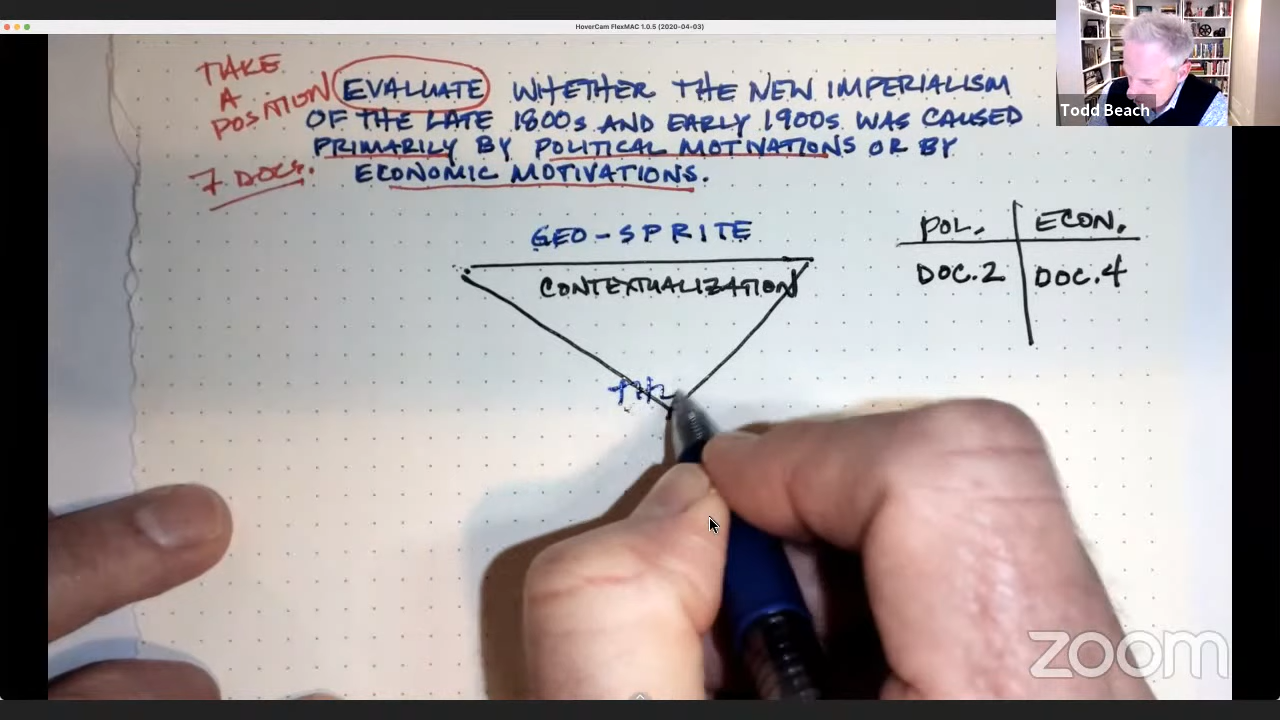 HoverCam FlexMAC 1.0.5 (2020-04-03)
Todd Beach
TAKE
A
POSITION
EVALUATE WHETHER THE NEW IMPERIALISM
OF THE LATE 1800s AND EARLY 1900s WAS CAUSED
PRIMARILY BY POLITICAL MOTIVATIONS OR BY
ECONOMIC MOTIVATIONS.
7 DOCS.
GEO-SPRITE
CONTEXTUALIZATION
POL. ECON.
DOC.2 DOC.4
zoom